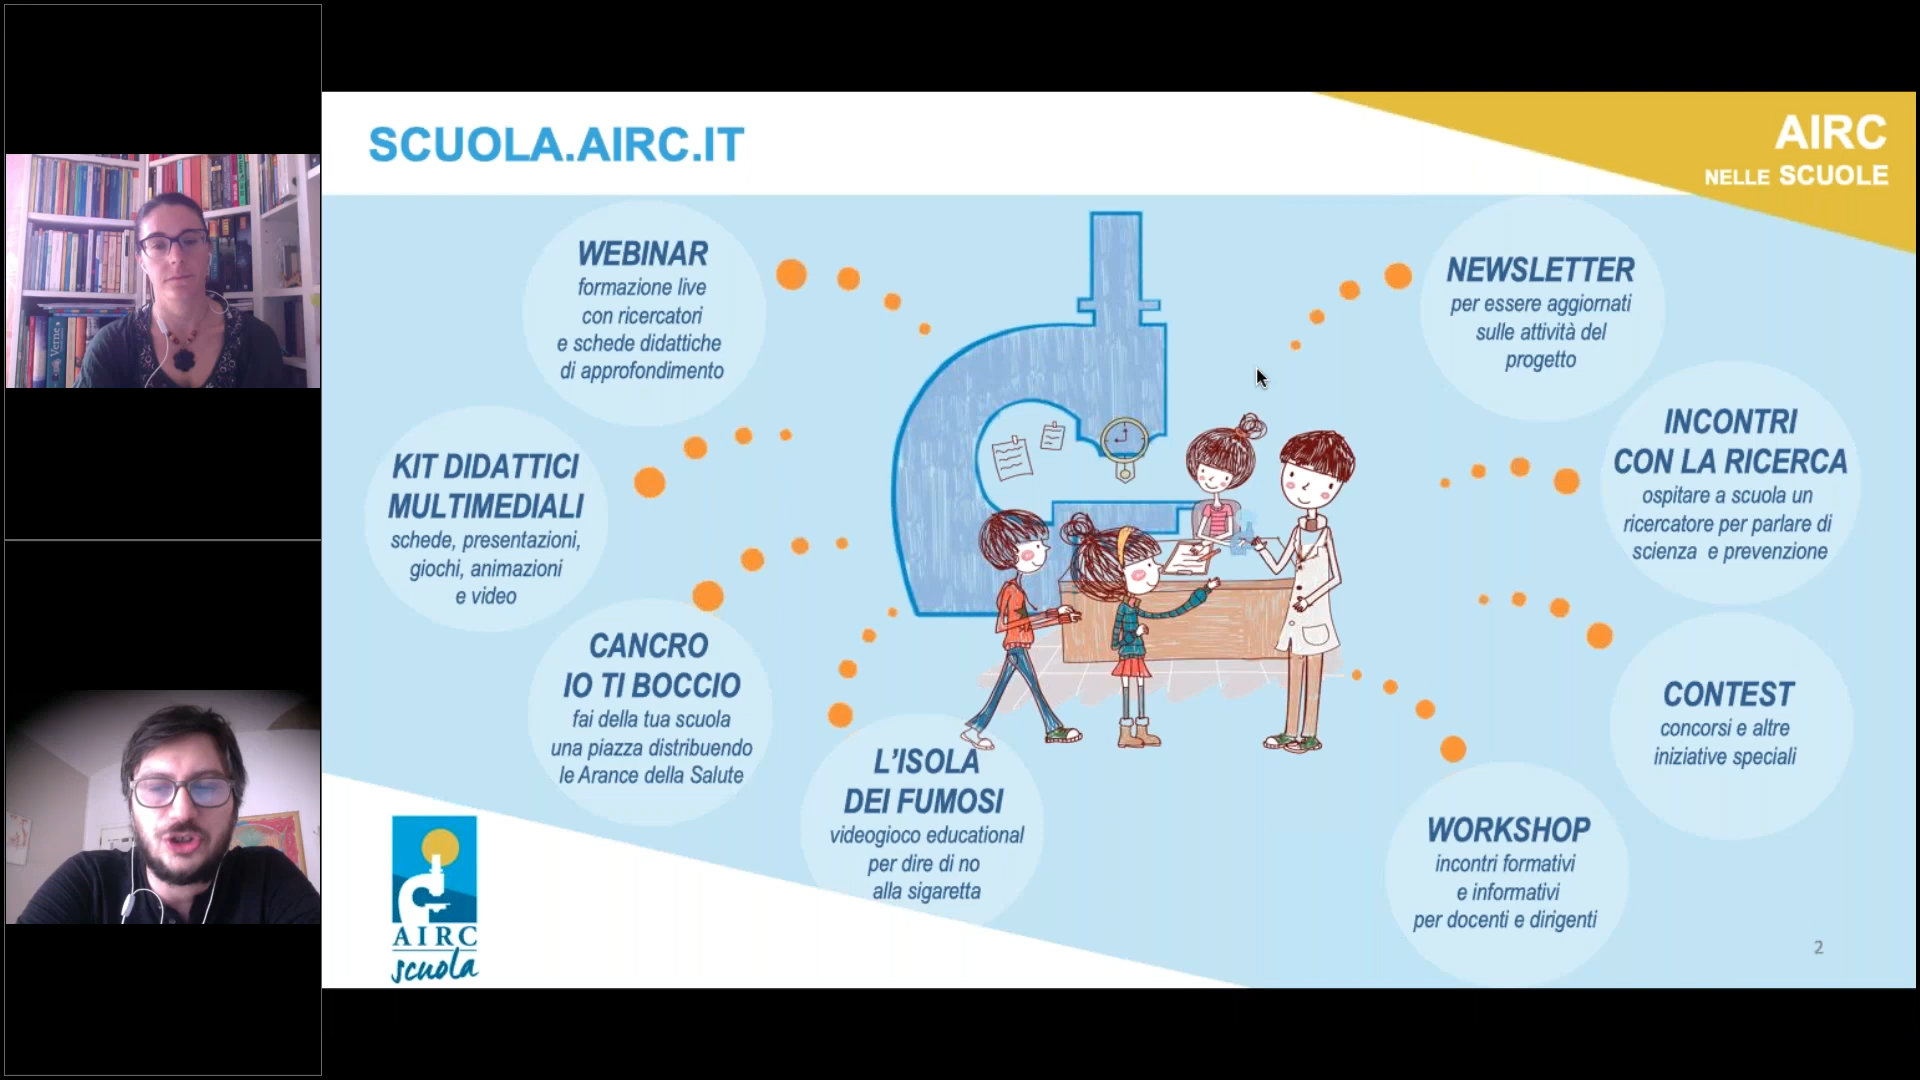 SCUOLA.AIRC.IT
AIRC
NELLE SCUOLE
WEBINAR
formazione live
con ricercatori
e schede didattiche
di approfondimento
KIT DIDATTICI
MULTIMEDIALI
schede, presentazioni,
giochi, animazioni
e video
CANCRO
IO TI BOCCIO
fai della tua scuola
una piazza distribuendo
le Arance della Salute
L'ISOLA
DEI FUMOSI
videogioco educational
per dire di no
alla sigaretta
NEWSLETTER
per essere aggiornati
sulle attività del
progetto
INCONTRI
CON LA RICERCA
ospitare a scuola un
ricercatore per parlare di
scienza e prevenzione
CONTEST
concorsi e altre
iniziative speciali
WORKSHOP
incontri formativi
e informativi
per docenti e dirigenti
AIRC
scuola
2
Verne